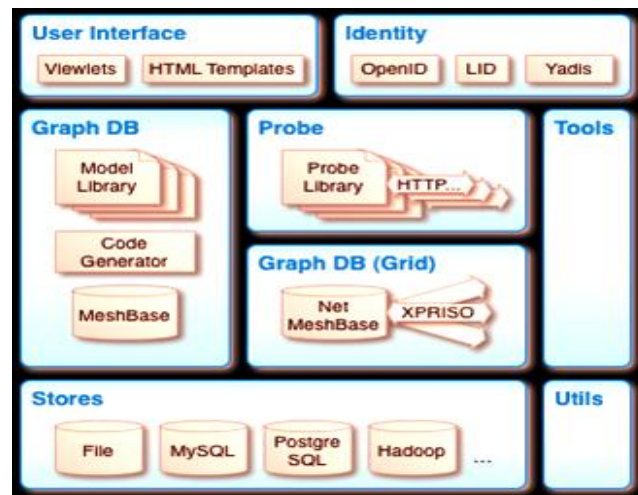 User Interface
Viewlets
HTML Templates
Identity
OpenID
LID
Yadis
Graph DB
Model
Library
Code
Generator
MeshBase
Probe
Probe
Library
HTTP...
Graph DB (Grid)
Net
MeshBase
XPRISO
Tools
Stores
File
MySQL
Postgre
SQL
Hadoop
...
Utils